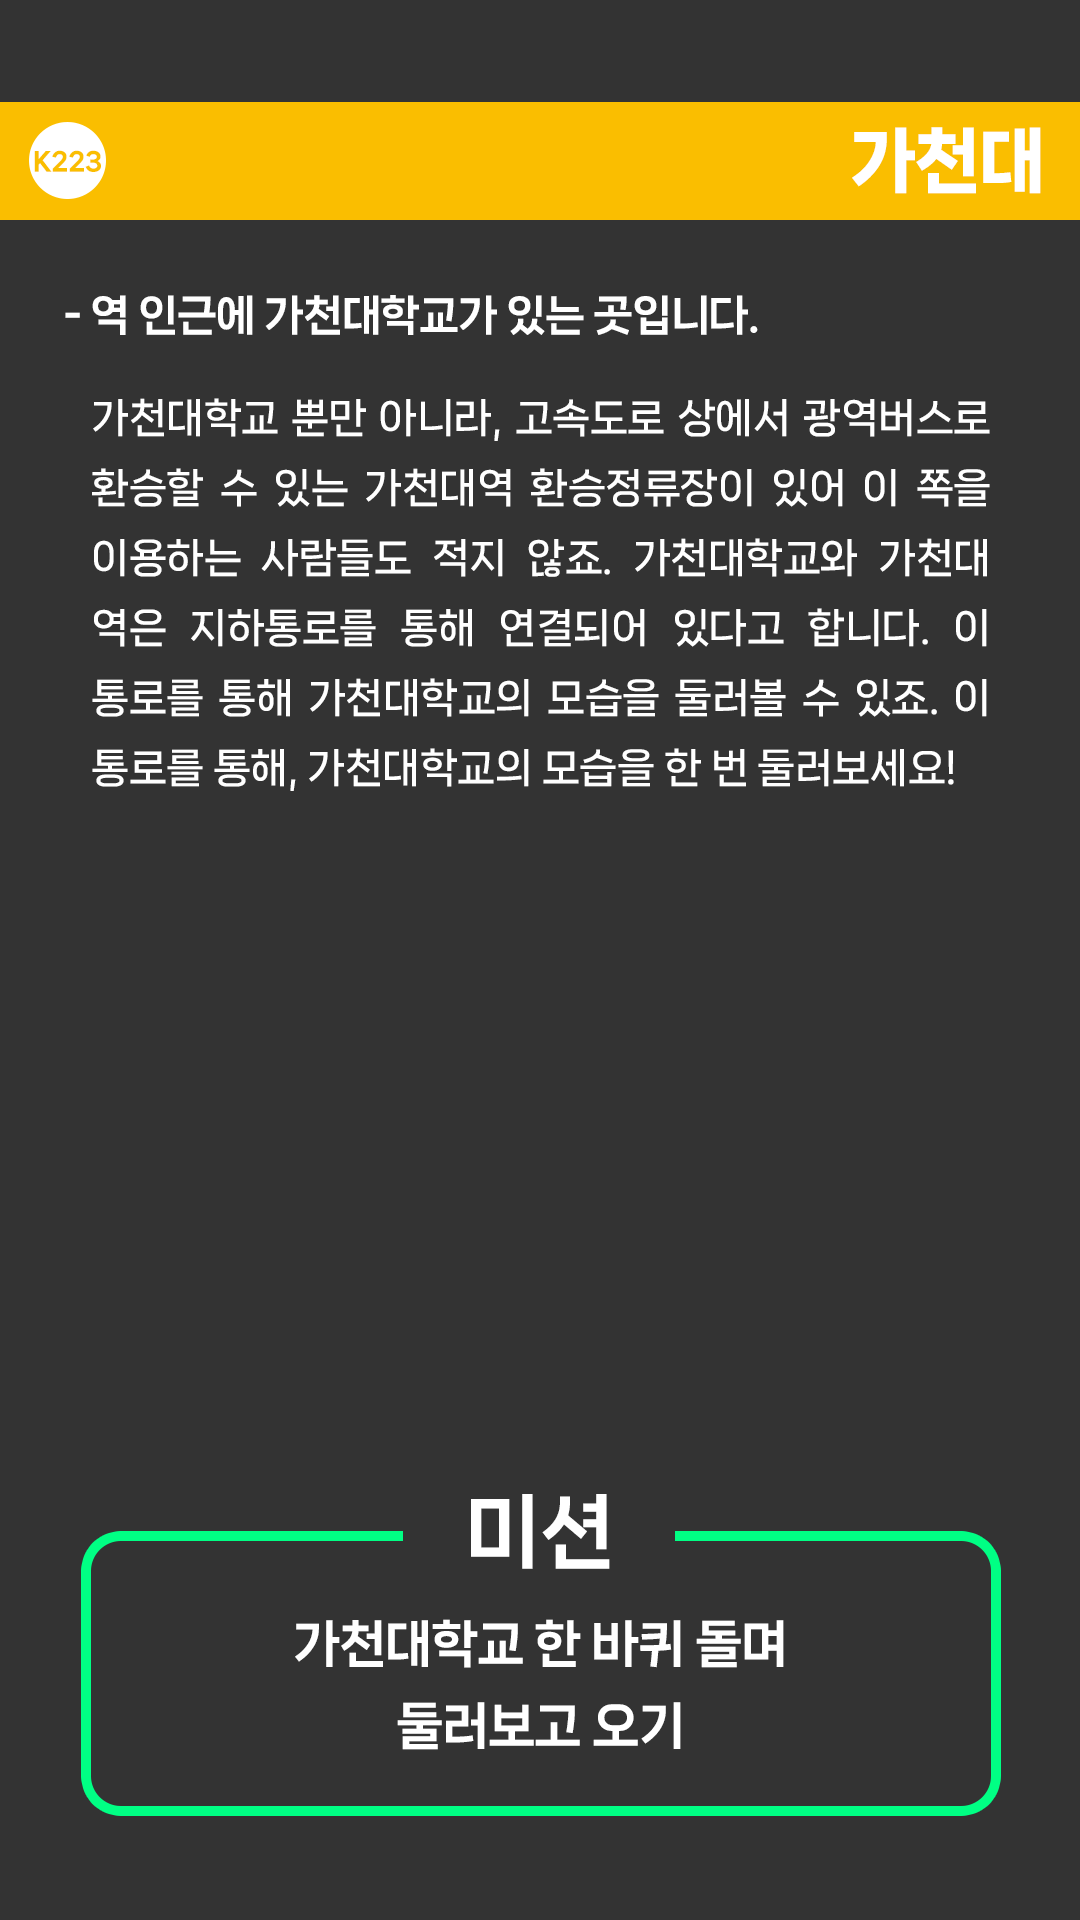 K223
가천대
- 역 인근에 가천대학교가 있는 곳입니다.
가천대학교 뿐만 아니라, 고속도로 상에서 광역버스로
환승할 수 있는 가천대역 환승정류장이 있어 이 쪽을
이용하는 사람들도 적지 않죠. 가천대학교와 가천대
역은 지하통로를 통해 연결되어 있다고 합니다. 이
통로를 통해 가천대학교의 모습을 둘러볼 수 있죠. 이
통로를 통해, 가천대학교의 모습을 한 번 둘러보세요!
미션
가천대학교 한 바퀴 돌며
둘러보고 오기